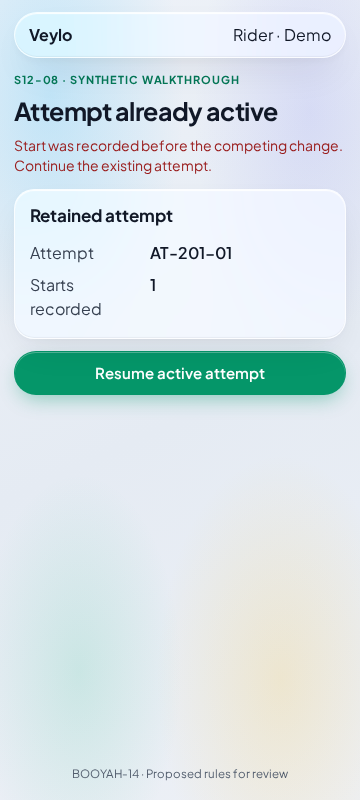 Veylo
Rider · Demo
S12-08 · SYNTHETIC WALKTHROUGH
Attempt already active
Start was recorded before the competing change.
Continue the existing attempt.
Retained attempt
Attempt AT-201-01
Starts recorded 1
Resume active attempt
BOOYAH-14 · Proposed rules for review